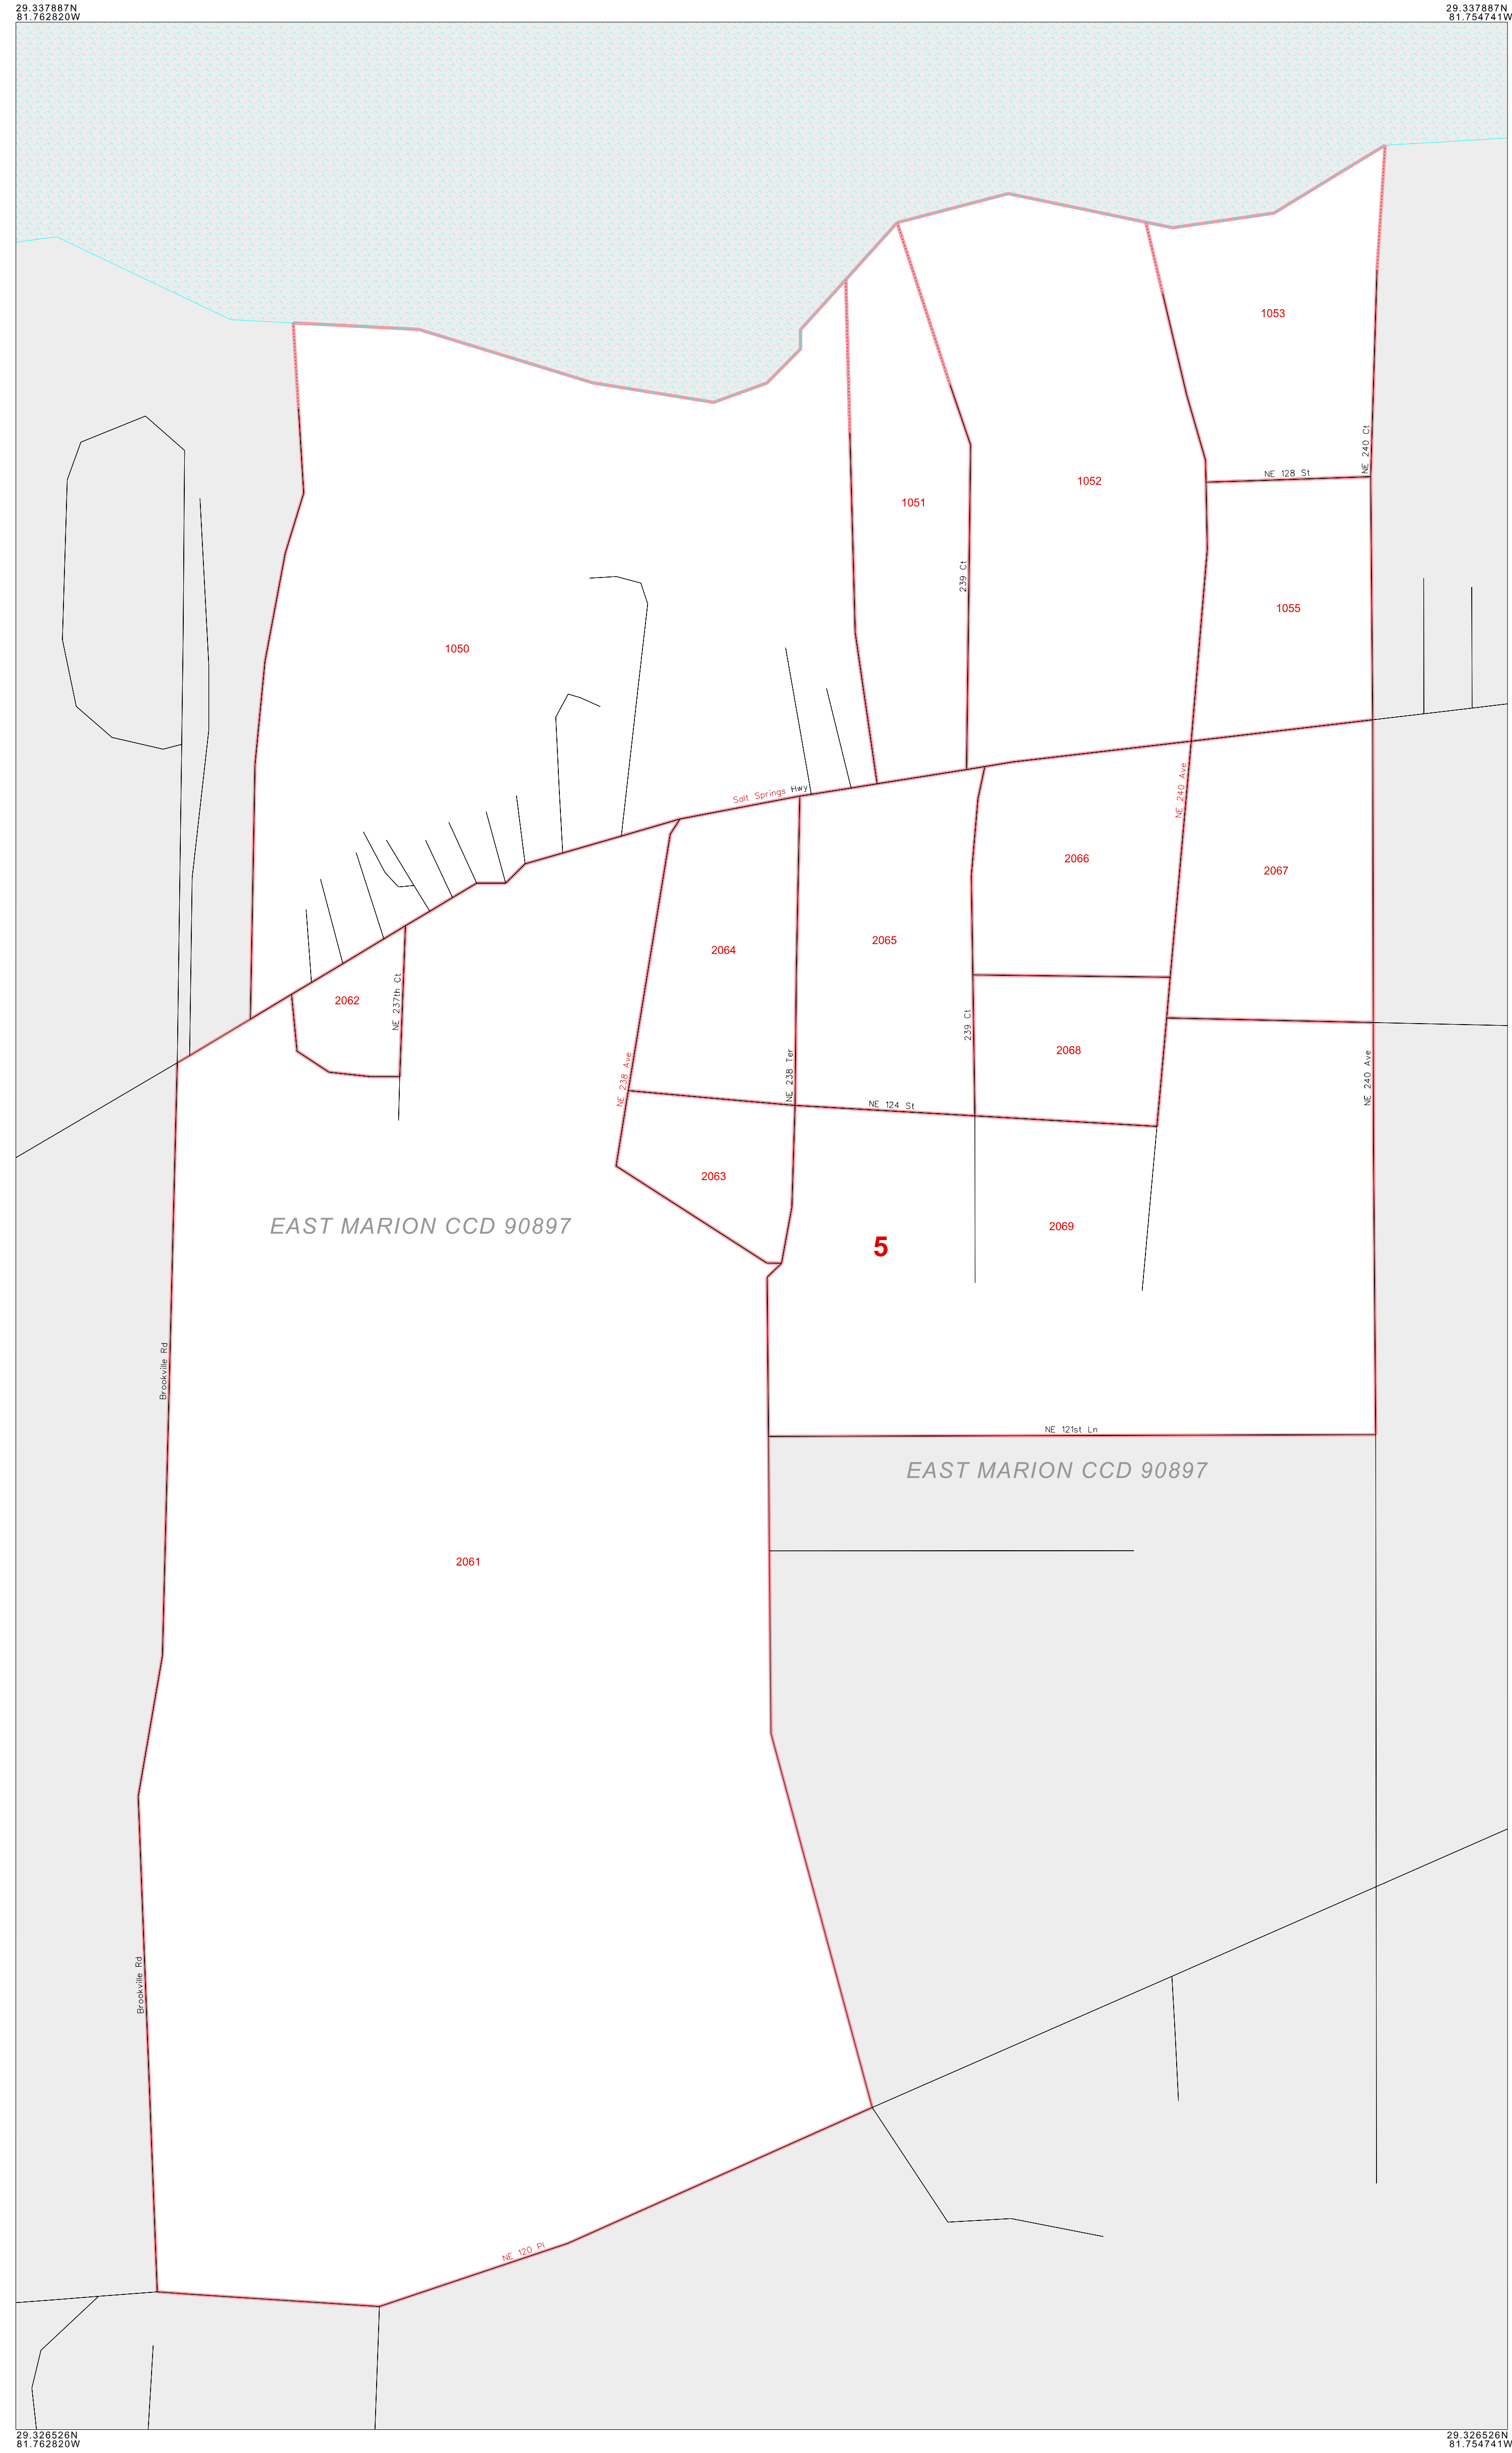 29.337887N
81.762820W
29.337887N
81.754741W
1053
NE 240 Ct
NE 128 St
1052
1051
239 Ct
1055
1050
Salt Springs Hwy
NE 240 Ave
2066
2067
2065
2064
2062
NE 237th Ct
239 Ct
2068
NE 238 Ave
NE 238 Ter
NE 240 Ave
NE 124 St
2063
EAST MARION CCD 90897
2069
5
Brookville Rd
NE 121st Ln
EAST MARION CCD 90897
2061
Brookville Rd
NE 120 Pl
29.326526N
81.762820W
29.326526N
81.754741W